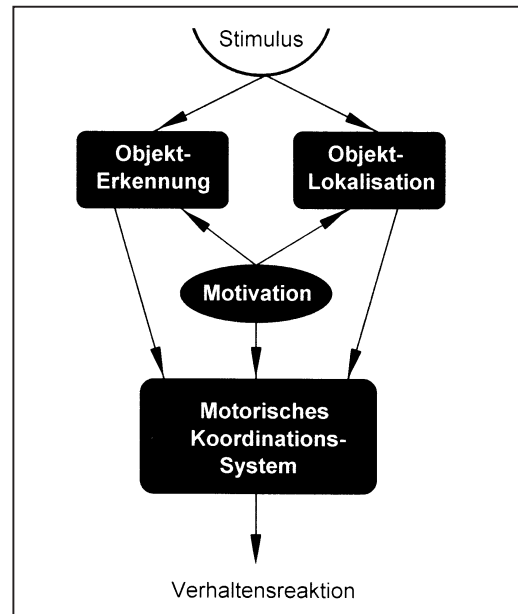 Stimulus
Objekt-
Erkennung
Objekt-
Lokalisation
Motivation
Motorisches
Koordinations-
System
Verhaltensreaktion